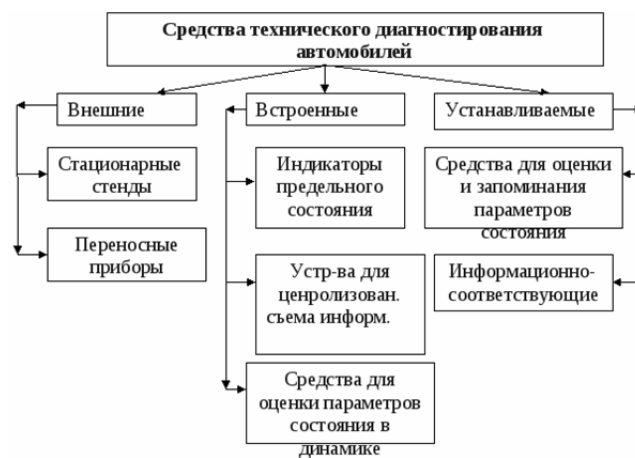 Средства технического диагностирования
автомобилей
Внешние
Встроенные
Устанавливаемые
Стационарные
стенды
Индикаторы
предельного
состояния
Средства для оценки
и запоминания
параметров
состояния
Переносные
приборы
Устр-ва для
ценролизован.
съема информ.
Информационно-
соответствующие
Средства для
оценки параметров
состояния в
динамике